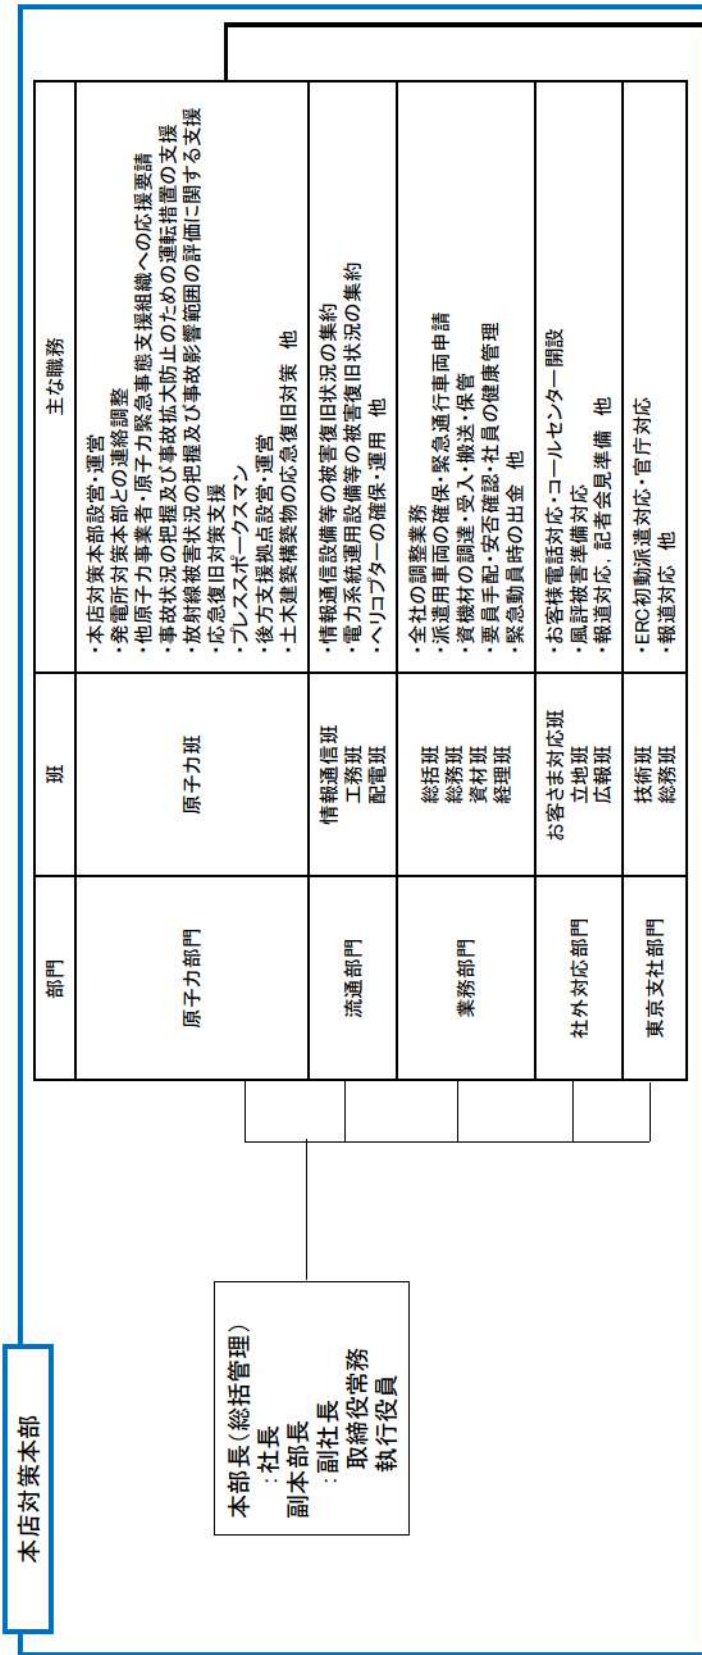 本店対策本部
本部長(総括管理)
:社長
副本部長
:副社長
取締役常務
執行役員
部門
班
主な職務
原子力部門
原子力班
・本店対策本部設営・運営
・発電所対策本部との連絡調整
・他原子力事業者・原子力緊急事態支援組織への応援要請
・事故状況の把握及び事故拡大防止のための運転措置の支援
・放射線被害状況の把握及び事故影響範囲の評価に関する支援
・応急復旧対策支援
・プレススポークスマン
・後方支援拠点設営・運営
・土木建築構築物の応急復旧対策 他
流通部門
情報通信班
工務班
配電班
・情報通信設備等の被害復旧状況の集約
・電力系統運用設備等の被害復旧状況の集約
・ヘリコプターの確保・運用 他
業務部門
総括班
総務班
資材班
経理班
・全社の調整業務
・派遣用車両の確保・緊急通行車両申請
・資機材の調達・受入・搬送・保管
・要員手配・安否確認・社員の健康管理
・緊急動員時の出金 他
社外対応部門
お客さま対応班
立地班
広報班
・お客様電話対応・コールセンター開設
・風評被害準備対応
・報道対応,記者会見準備 他
東京支社部門
技術班
総務班
・ERC初動派遣対応・官庁対応
・報道対応 他